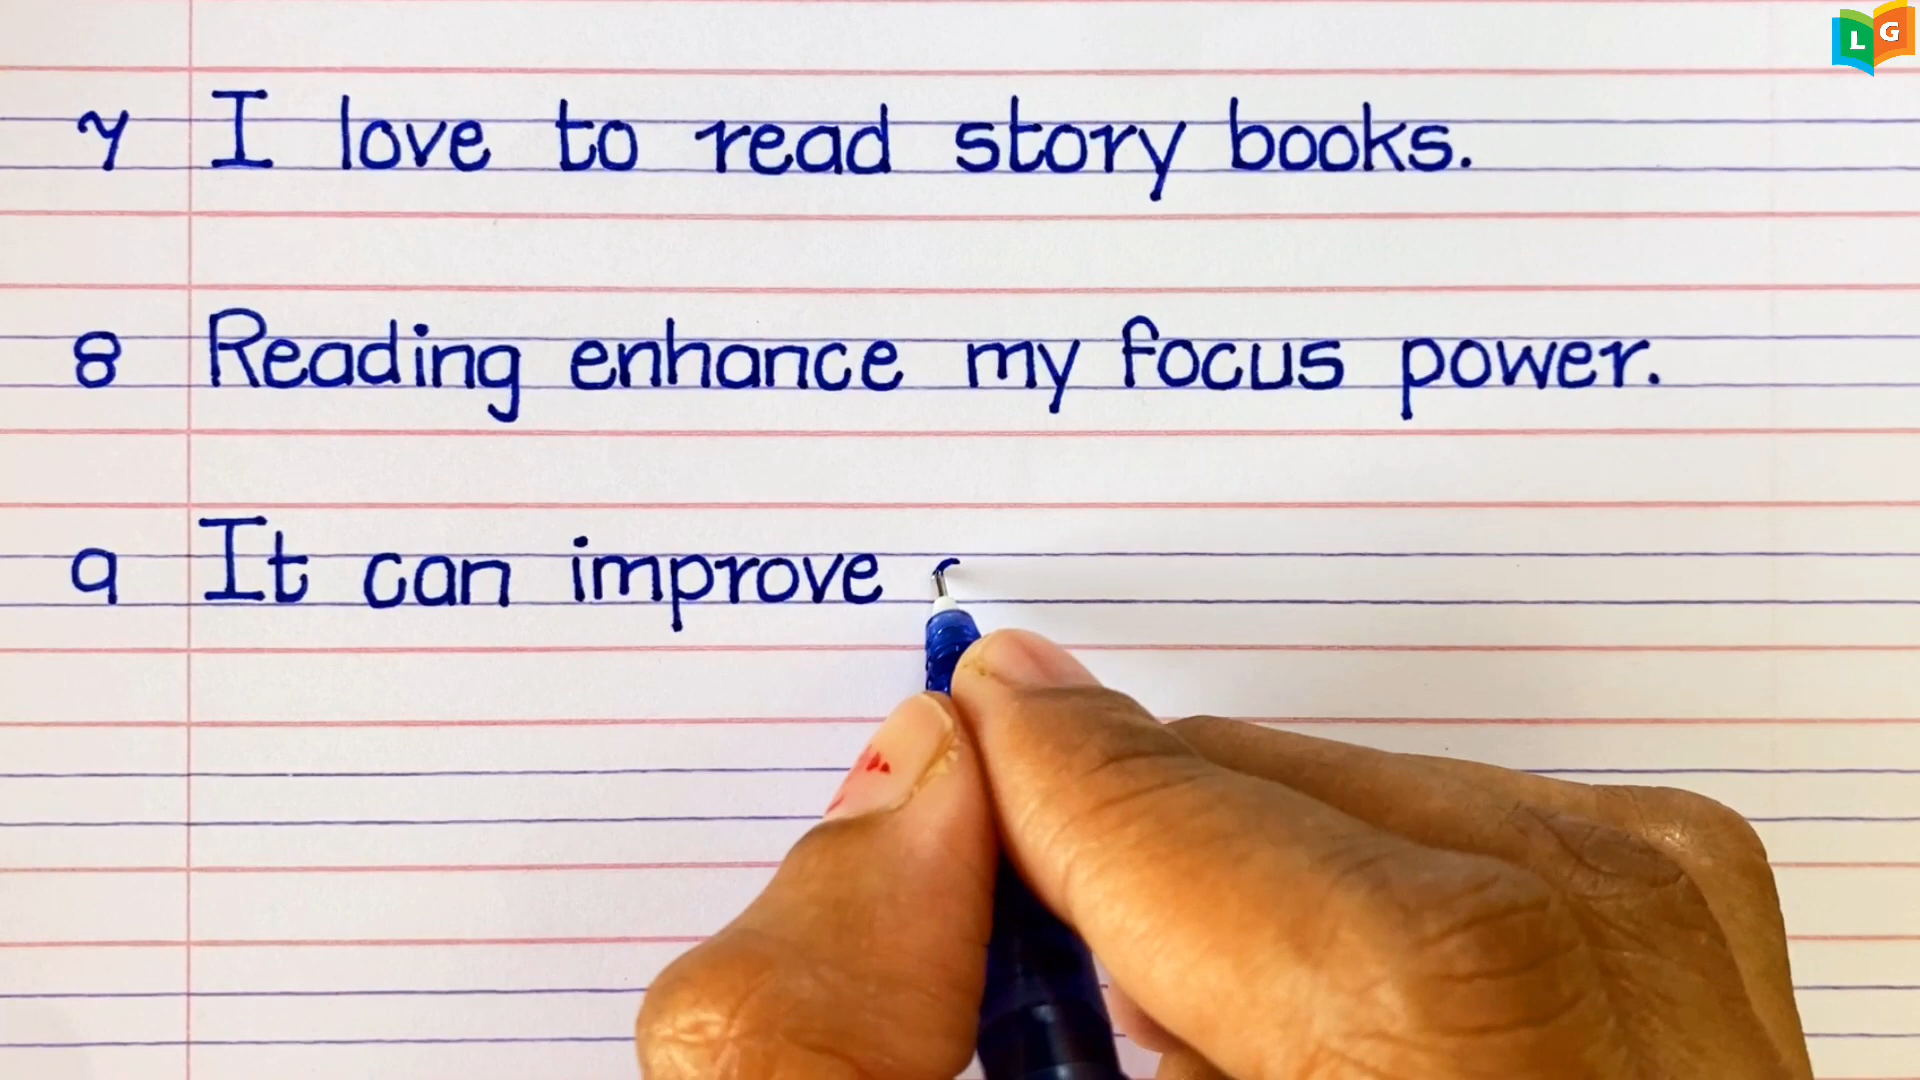 LG
7 I love to read story books.
8 Reading enhance my focus power.
9 It can improve